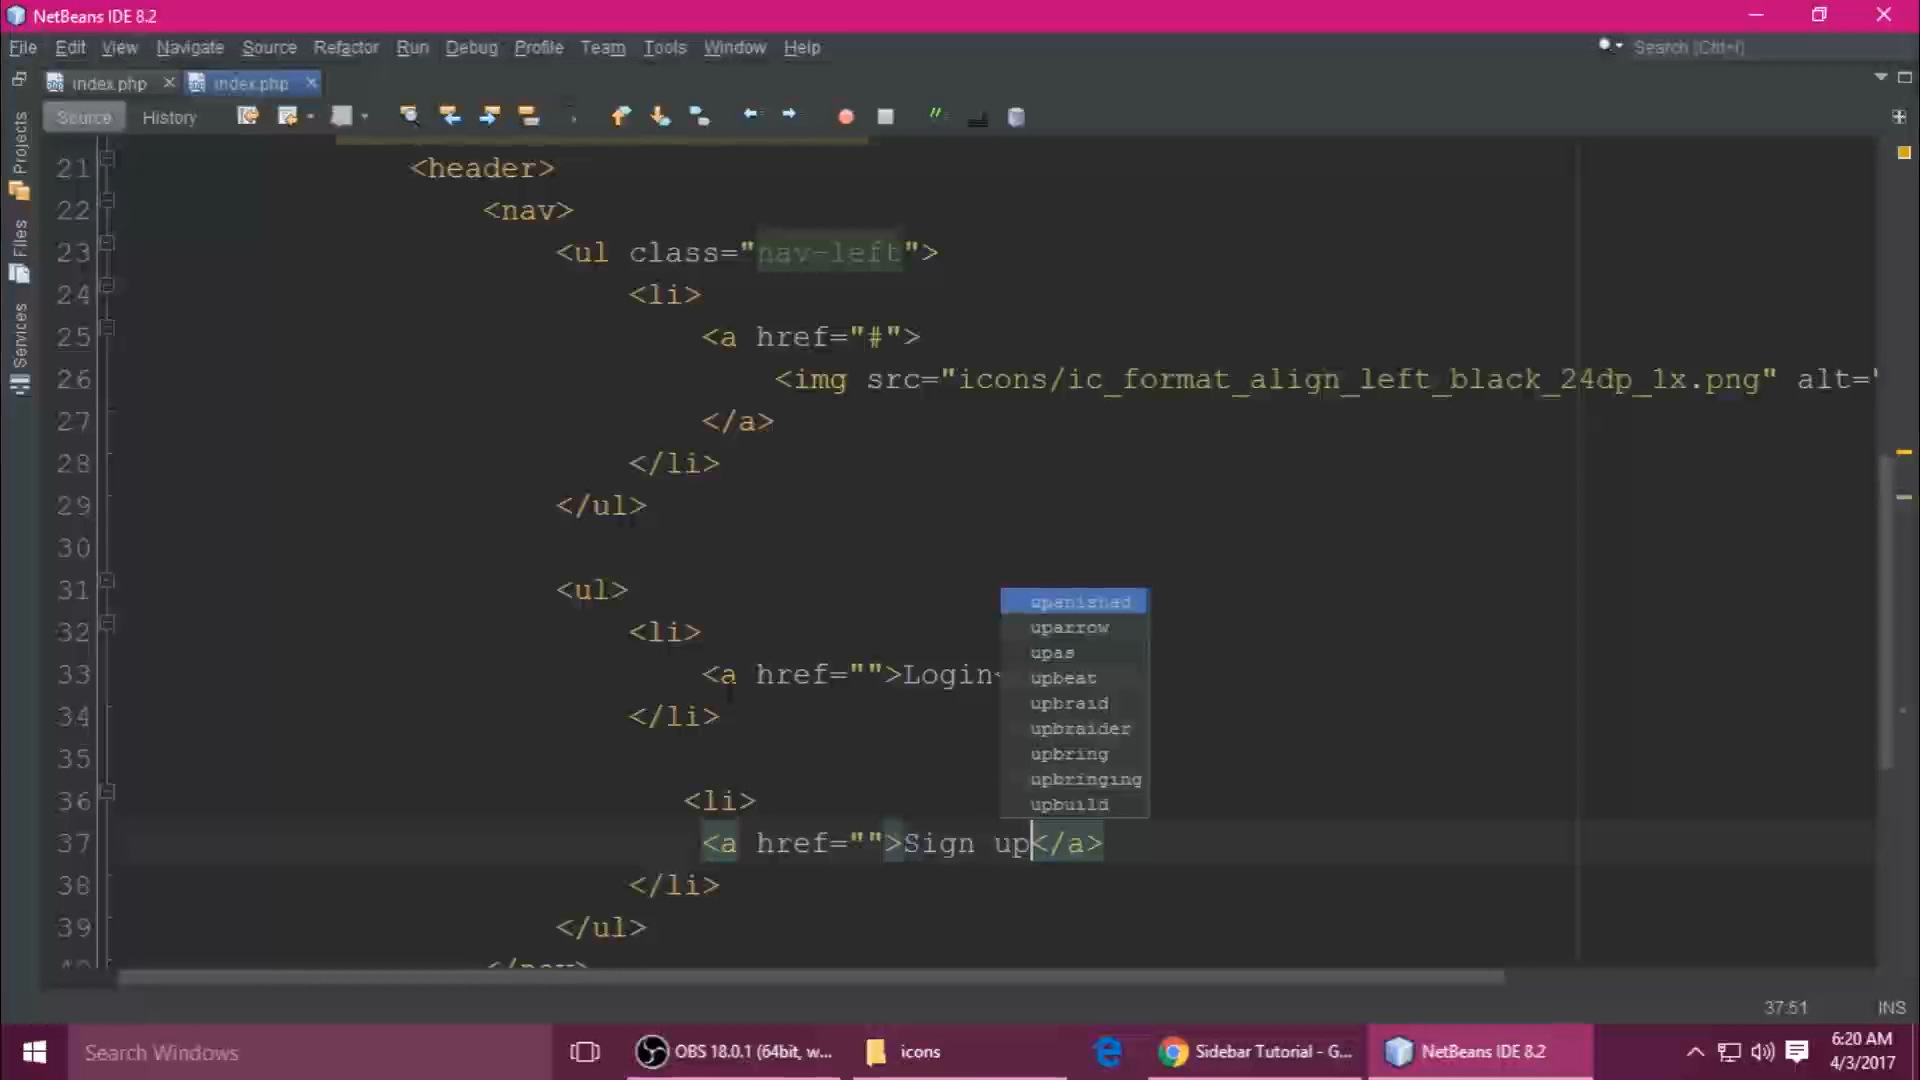 NetBeans IDE 8.2
File Edit View Navigate Source Refactor Run Debug Profile Team Tools Window Help
Search (Ctrl+I)
index.php index.php
Source History
Projects
Files
Services
21 <header>
22 <nav>
23 <ul class="nav-left">
24 <li>
25 <a href="#">
26 <img src="icons/ic_format_align_left_black_24dp_1x.png" alt="
27 </a>
28 </li>
29 </ul>
30
31 <ul>
32 <li>
33 <a href="">Login<
34 </li>
35
36 <li>
37 <a href="">Sign up</a>
38 </li>
39 </ul>
40 </nav>
upanishad
uparrow
upas
upbeat
upbraid
upbraider
upbring
upbringing
upbuild
37:51 INS
Search Windows
OBS 18.0.1 (64bit, w...
icons
Sidebar Tutorial - G...
NetBeans IDE 8.2
6:20 AM
4/3/2017